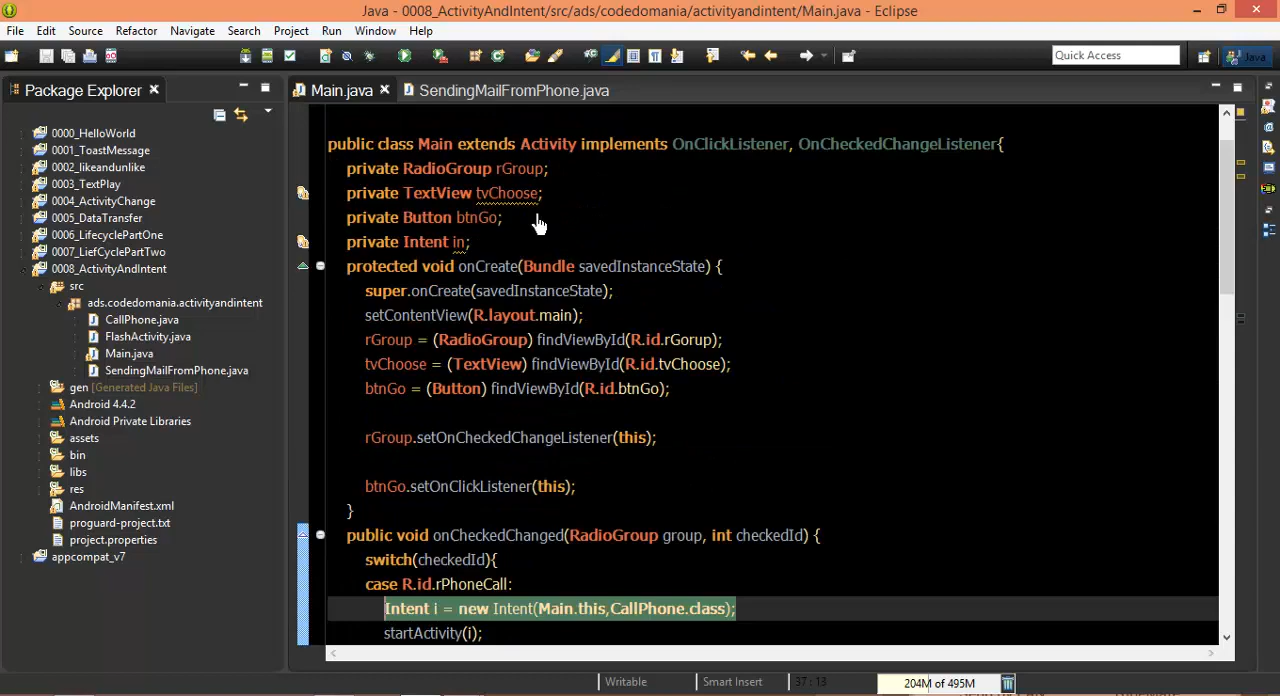 Java - 0008_ActivityAndIntent/src/ads/codedomania/activityandintent/Main.java - Eclipse
File Edit Source Refactor Navigate Search Project Run Window Help
Quick Access
Java
Package Explorer
Main.java
SendingMailFromPhone.java
0000_HelloWorld
0001_ToastMessage
0002_likeandunlike
0003_TextPlay
0004_ActivityChange
0005_DataTransfer
0006_LifecyclePartOne
0007_LiefCyclePartTwo
0008_ActivityAndIntent
src
ads.codedomania.activityandintent
CallPhone.java
FlashActivity.java
Main.java
SendingMailFromPhone.java
gen [Generated Java Files]
Android 4.4.2
Android Private Libraries
assets
bin
libs
res
AndroidManifest.xml
proguard-project.txt
project.properties
appcompat_v7
public class Main extends Activity implements OnClickListener, OnCheckedChangeListener{
private RadioGroup rGroup;
private TextView tvChoose;
private Button btnGo;
private Intent in;
protected void onCreate(Bundle savedInstanceState) {
super.onCreate(savedInstanceState);
setContentView(R.layout.main);
rGroup = (RadioGroup) findViewById(R.id.rGorup);
tvChoose = (TextView) findViewById(R.id.tvChoose);
btnGo = (Button) findViewById(R.id.btnGo);
rGroup.setOnCheckedChangeListener(this);
btnGo.setOnClickListener(this);
}
public void onCheckedChanged(RadioGroup group, int checkedId) {
switch(checkedId){
case R.id.rPhoneCall:
Intent i = new Intent(Main.this,CallPhone.class);
startActivity(i);
Writable
Smart Insert
37 : 13
204M of 495M